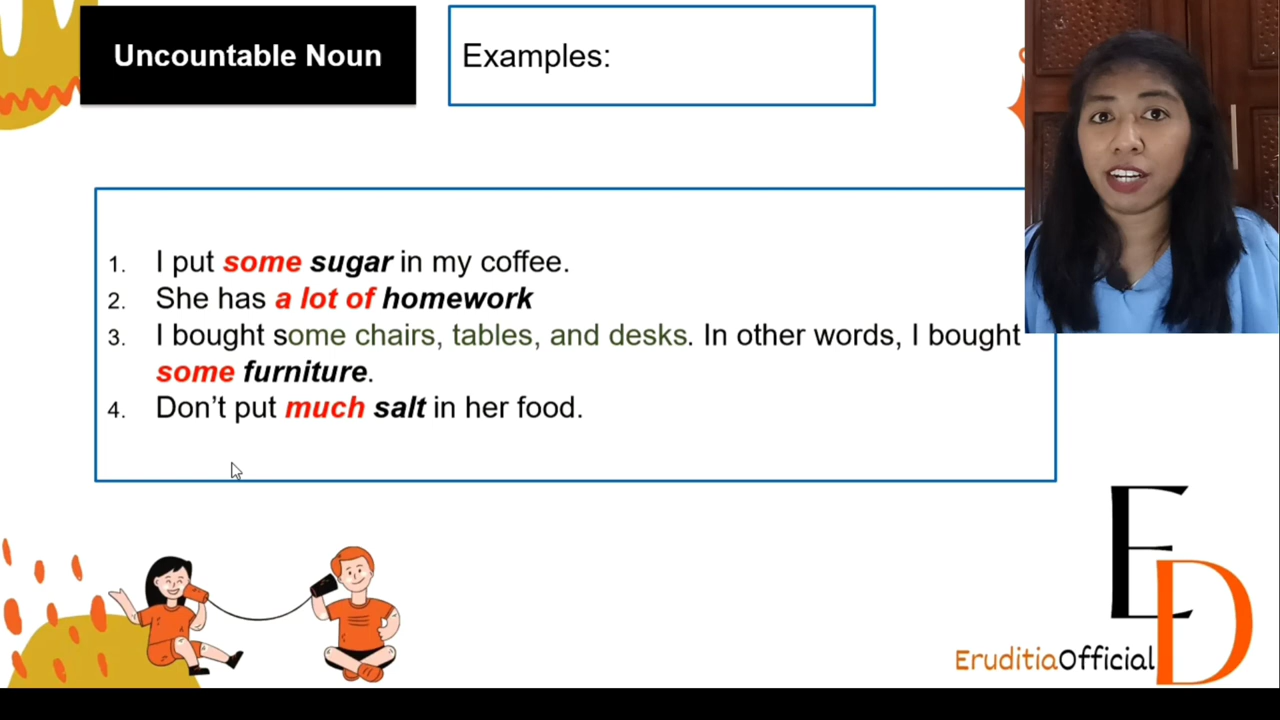 Uncountable Noun
Examples:
1. I put some sugar in my coffee.
2. She has a lot of homework
3. I bought some chairs, tables, and desks. In other words, I bought
some furniture.
4. Don’t put much salt in her food.
ED
EruditiaOfficial